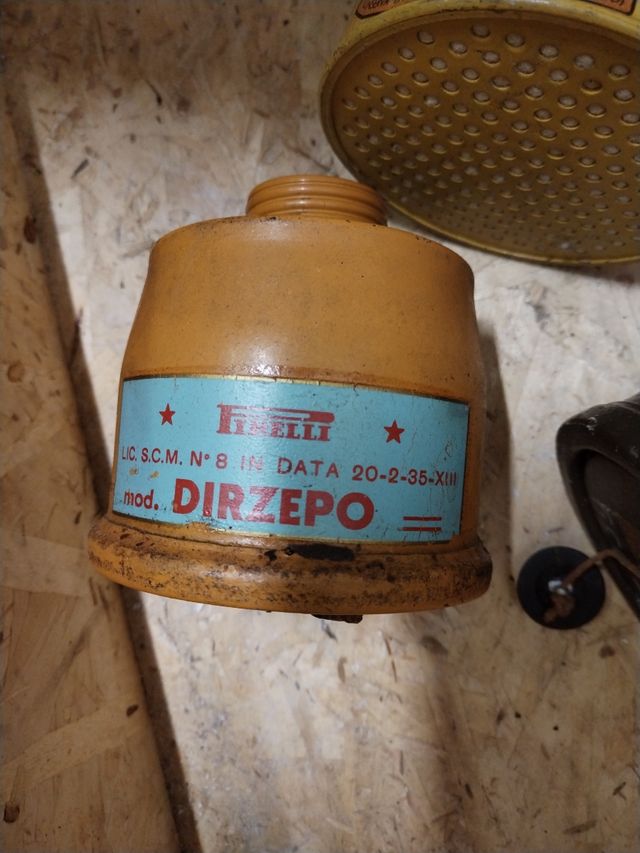 PIRELLI
LIC. S.C.M. N° 8 IN DATA 20-2-35-XIII
mod. DIRZEPO